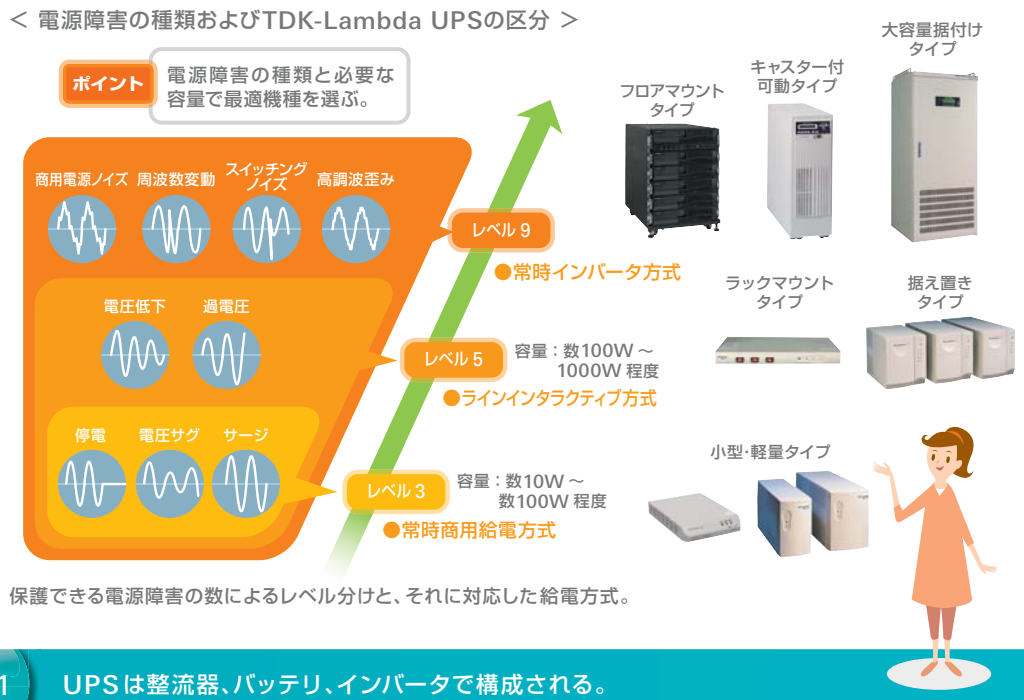 ＜ 電源障害の種類およびTDK-Lambda UPSの区分 ＞
ポイント
電源障害の種類と必要な
容量で最適機種を選ぶ。
商用電源ノイズ
周波数変動
スイッチング
ノイズ
高調波歪み
レベル 9
●常時インバータ方式
電圧低下
過電圧
レベル 5
容量：数100W ～
1000W 程度
●ラインインタラクティブ方式
停電
電圧サグ
サージ
レベル 3
容量：数10W ～
数100W 程度
●常時商用給電方式
フロアマウント
タイプ
キャスター付
可動タイプ
大容量据付け
タイプ
ラックマウント
タイプ
据え置き
タイプ
小型・軽量タイプ
保護できる電源障害の数によるレベル分けと、それに対応した給電方式。
1
UPSは整流器、バッテリ、インバータで構成される。